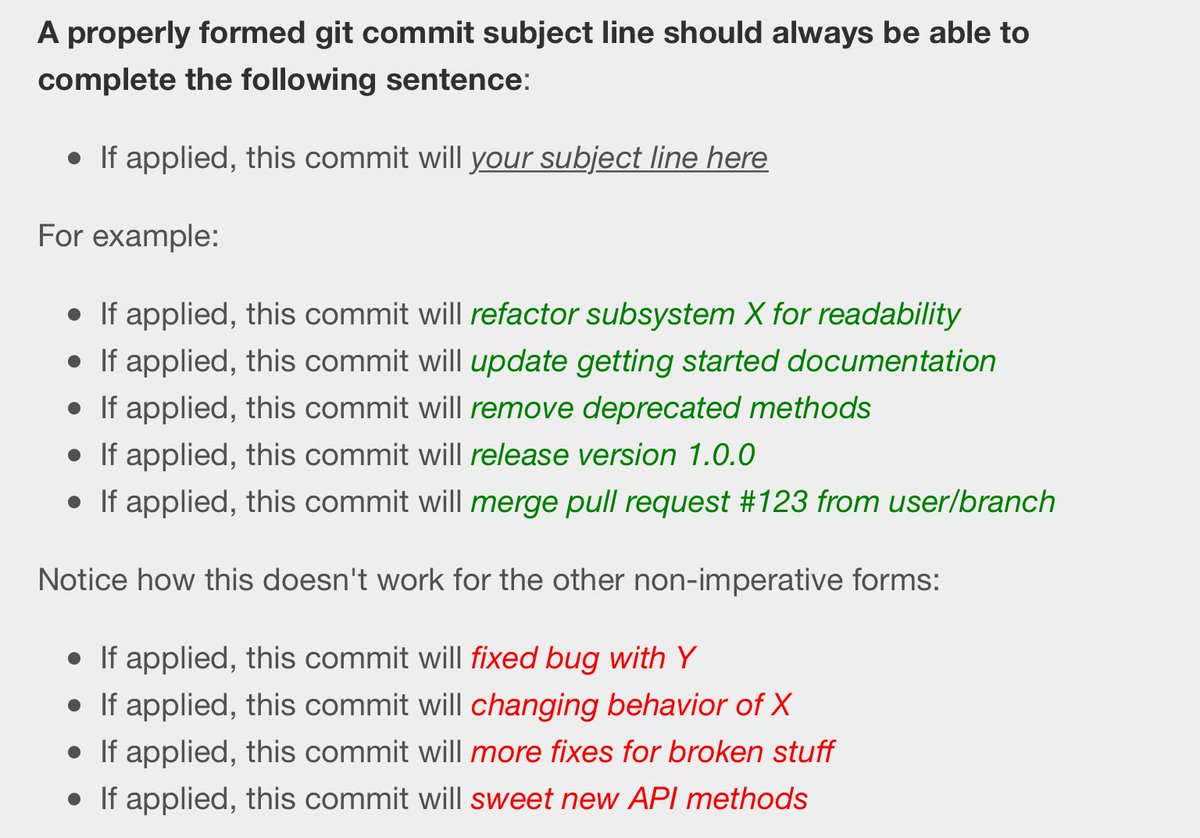 A properly formed git commit subject line should always be able to
complete the following sentence:
• If applied, this commit will your subject line here
For example:
• If applied, this commit will refactor subsystem X for readability
• If applied, this commit will update getting started documentation
• If applied, this commit will remove deprecated methods
• If applied, this commit will release version 1.0.0
• If applied, this commit will merge pull request #123 from user/branch
Notice how this doesn't work for the other non-imperative forms:
• If applied, this commit will fixed bug with Y
• If applied, this commit will changing behavior of X
• If applied, this commit will more fixes for broken stuff
• If applied, this commit will sweet new API methods